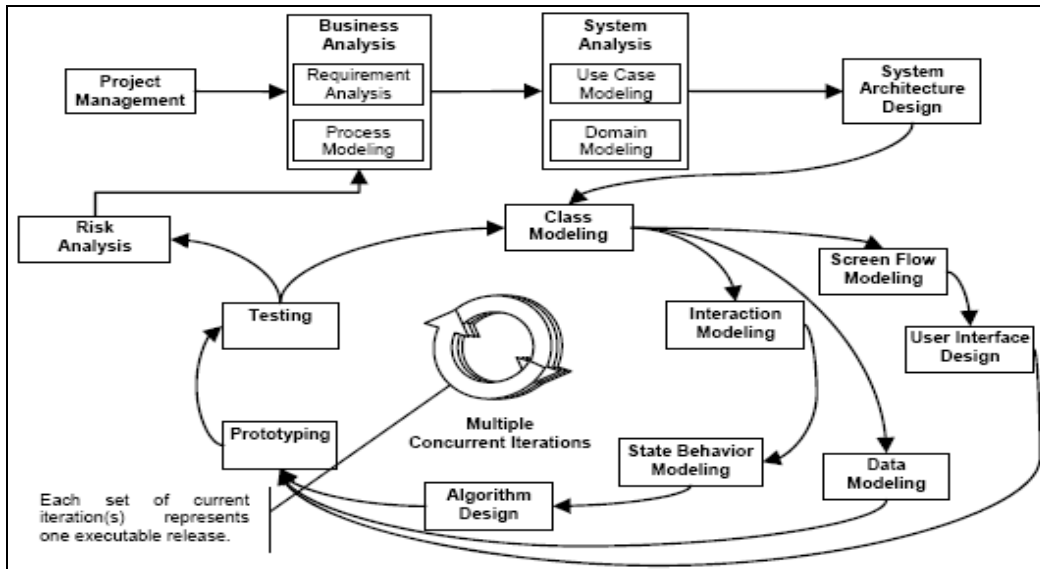 Business
Analysis
Requirement
Analysis
Process
Modeling
System
Analysis
Use Case
Modeling
Domain
Modeling
Project
Management
System
Architecture
Design
Risk
Analysis
Class
Modeling
Screen Flow
Modeling
Testing
Interaction
Modeling
User Interface
Design
Multiple
Concurrent Iterations
Prototyping
State Behavior
Modeling
Data
Modeling
Algorithm
Design
Each set of current
iteration(s) represents
one executable release.